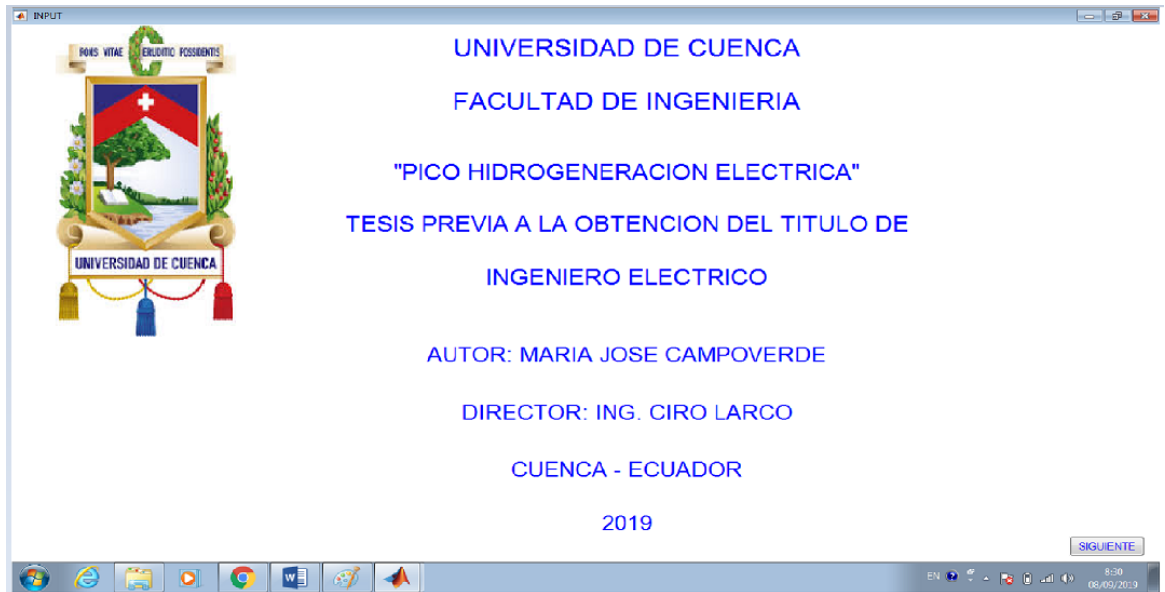 INPUT
FONS VITAE ERUDITIO POSSIDENTIS
UNIVERSIDAD DE CUENCA
UNIVERSIDAD DE CUENCA
FACULTAD DE INGENIERIA
"PICO HIDROGENERACION ELECTRICA"
TESIS PREVIA A LA OBTENCION DEL TITULO DE
INGENIERO ELECTRICO
AUTOR: MARIA JOSE CAMPOVERDE
DIRECTOR: ING. CIRO LARCO
CUENCA - ECUADOR
2019
SIGUIENTE
EN
8:30
08/09/2019